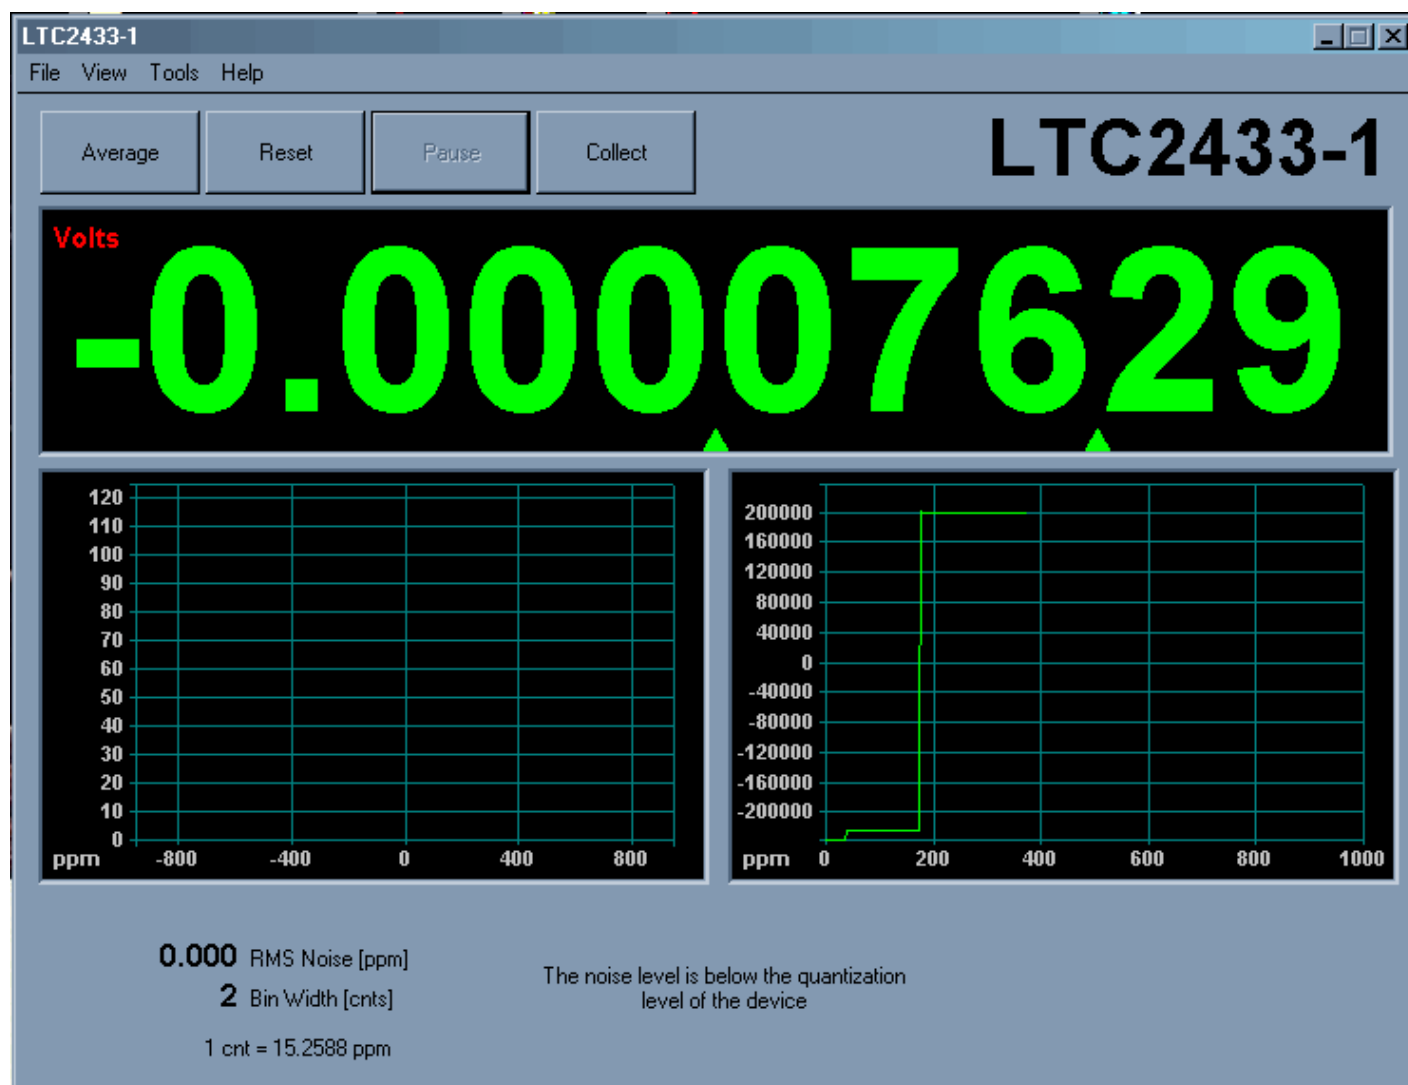 LTC2433-1
File View Tools Help
Average Reset Pause Collect
LTC2433-1
Volts
-0.00007629
120
110
100
90
80
70
60
50
40
30
20
10
0
ppm -800 -400 0 400 800
200000
160000
120000
80000
40000
0
-40000
-80000
-120000
-160000
-200000
ppm 0 200 400 600 800 1000
0.000 RMS Noise [ppm]
2 Bin Width [cnts]
1 cnt = 15.2588 ppm
The noise level is below the quantization
level of the device